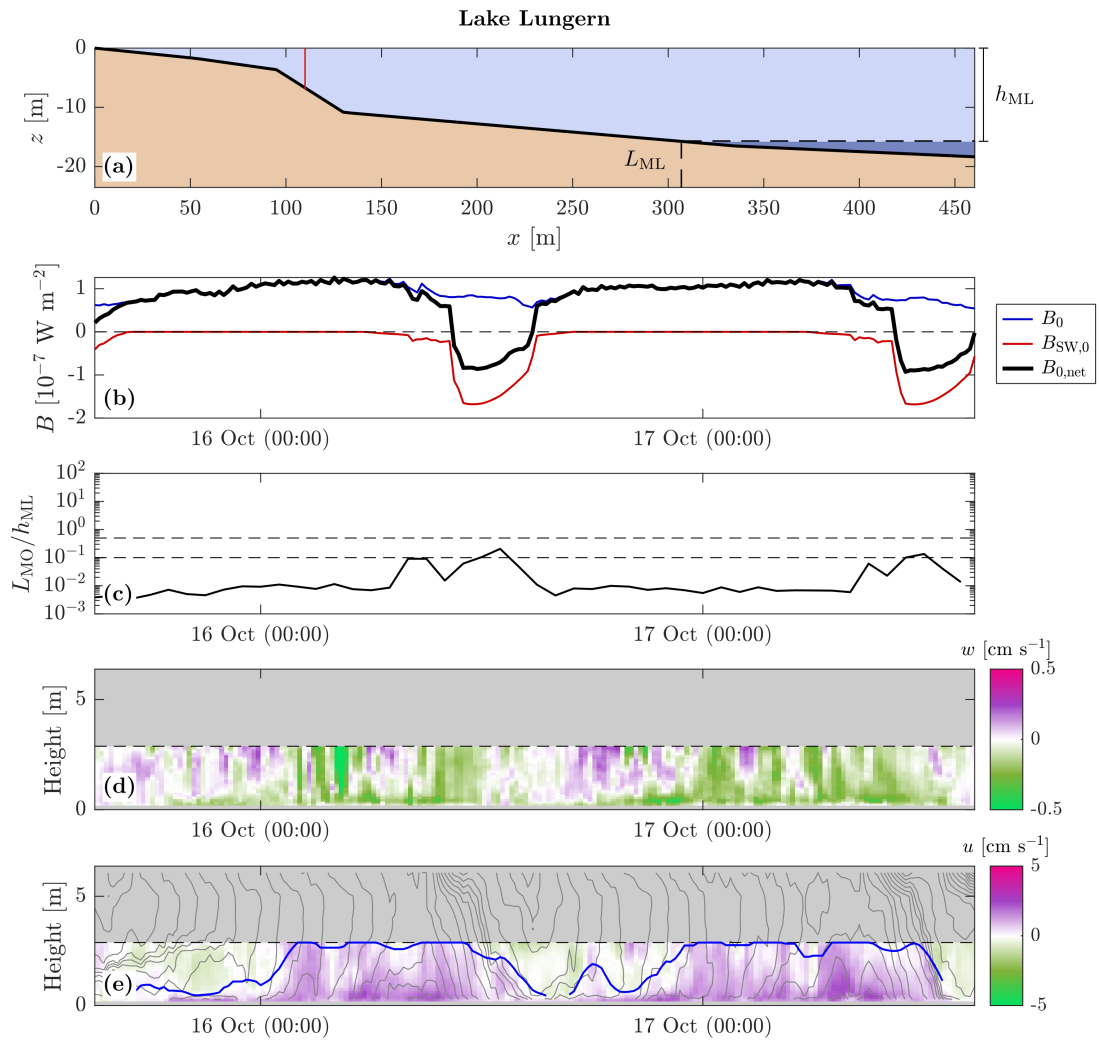 Lake Lungern
0
-10
-20
z [m]
(a)
L_ML
h_ML
0 50 100 150 200 250 300 350 400 450
x [m]
1
0
-1
-2
B [10^-7 W m^-2]
(b)
16 Oct (00:00) 17 Oct (00:00)
B_0
B_SW,0
B_0,net
10^2
10^1
10^0
10^-1
10^-2
10^-3
L_MO/h_ML
(c)
16 Oct (00:00) 17 Oct (00:00)
w [cm s^-1]
5
0
Height [m]
(d)
0.5
0
-0.5
16 Oct (00:00) 17 Oct (00:00)
u [cm s^-1]
5
0
Height [m]
(e)
5
0
-5
16 Oct (00:00) 17 Oct (00:00)